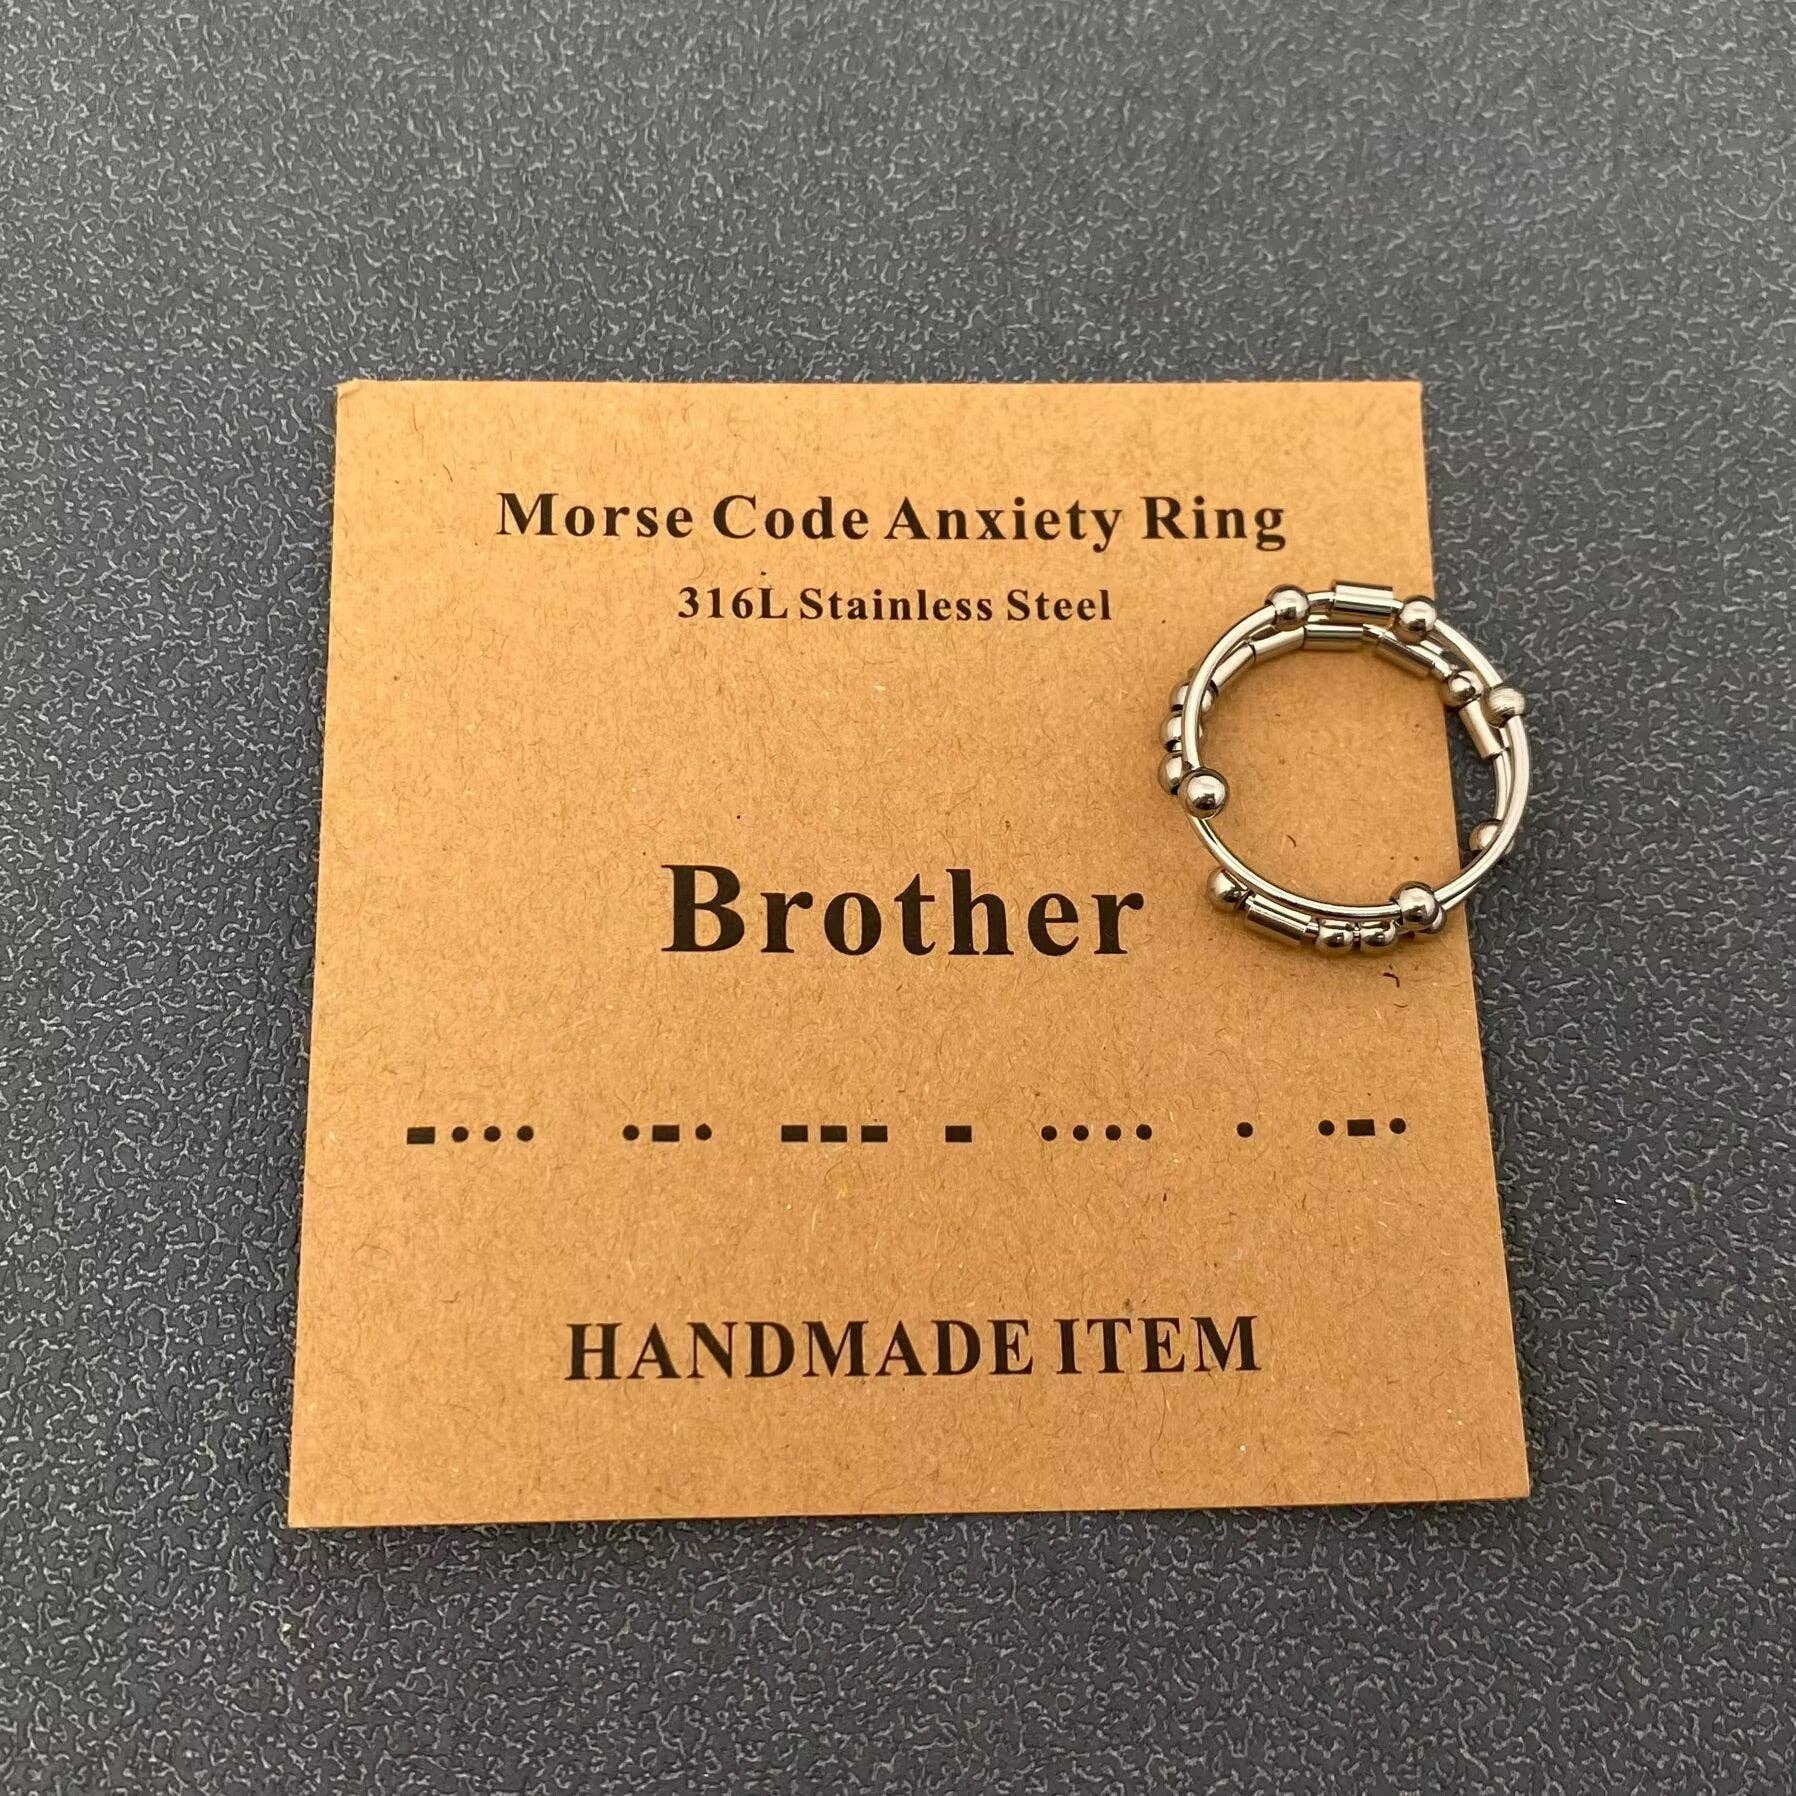 Morse Code Anxiety Ring
316L Stainless Steel
Brother
-••• •-• --- - •••• • •-•
HANDMADE ITEM